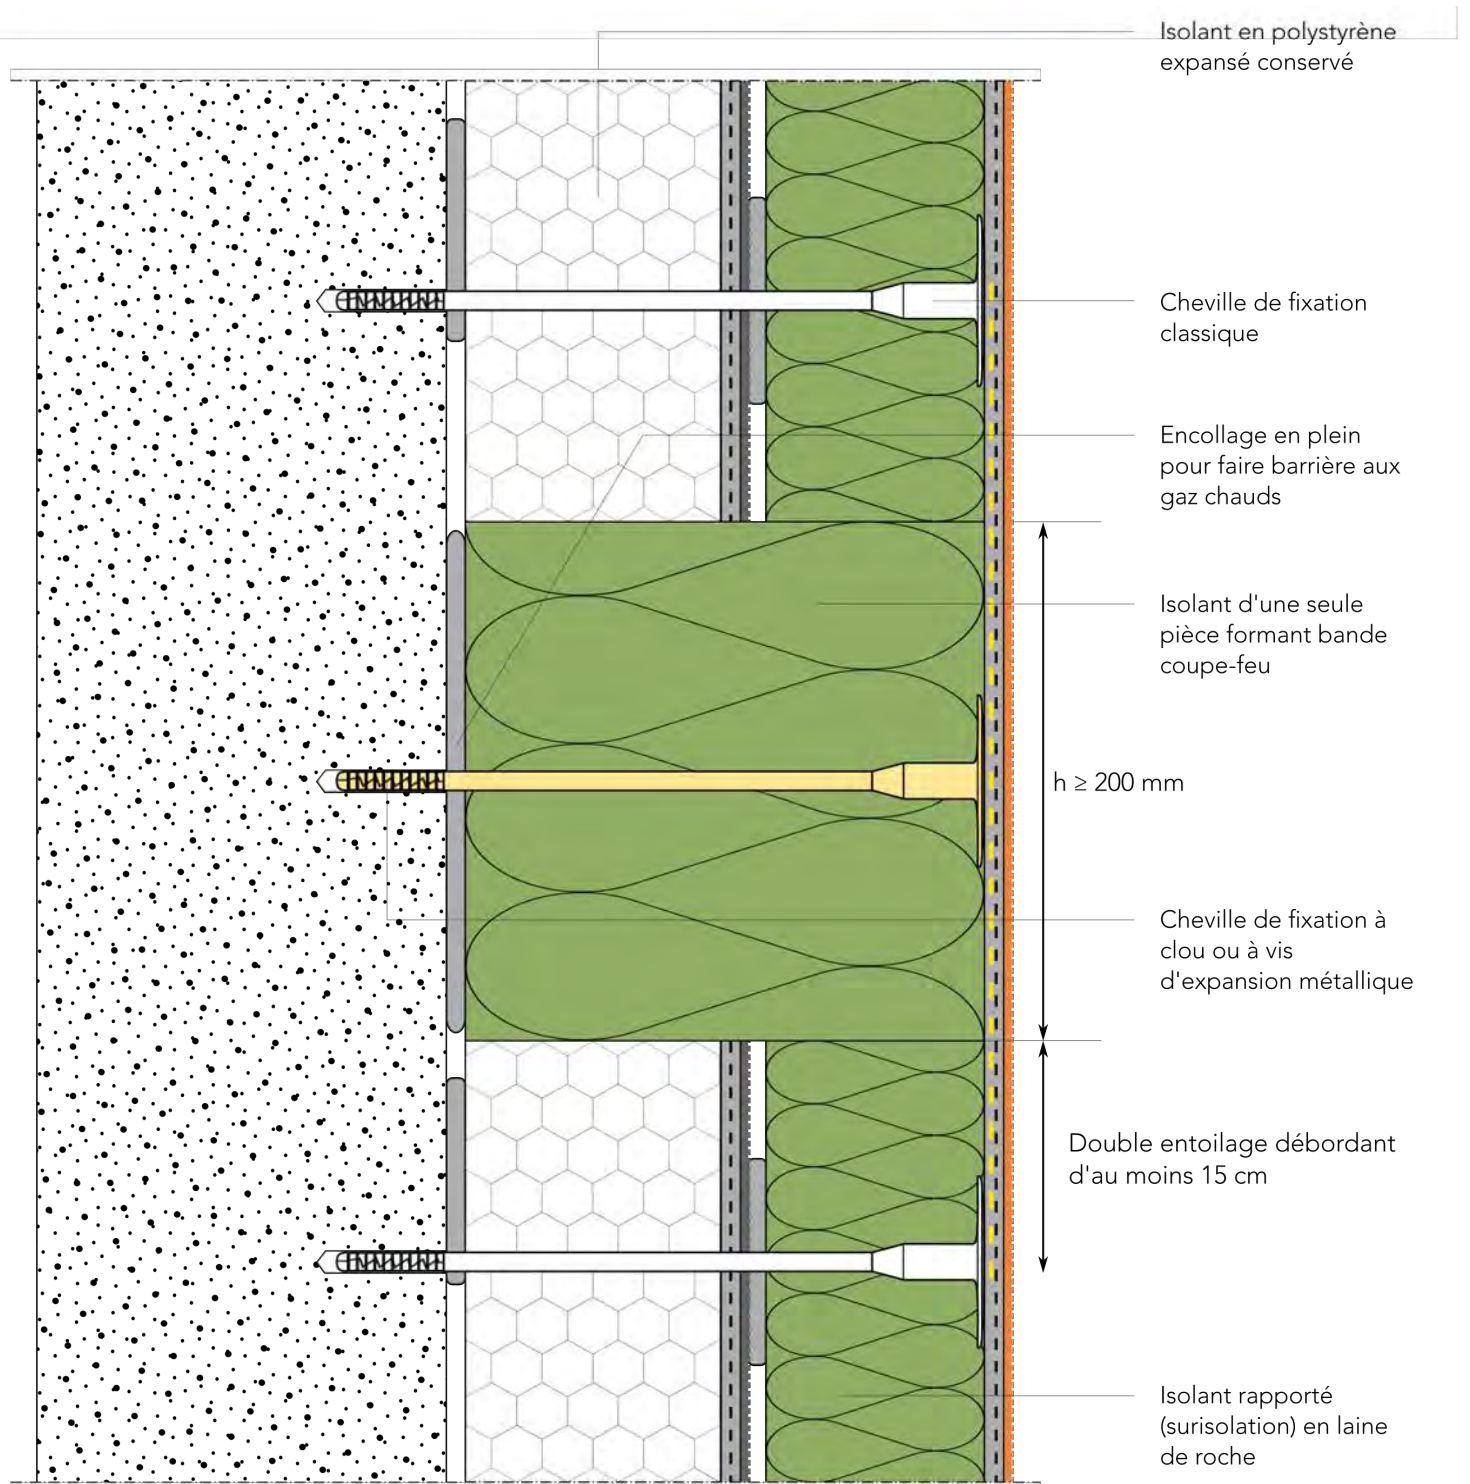 Isolant en polystyrène
expansé conservé
Cheville de fixation
classique
Encollage en plein
pour faire barrière aux
gaz chauds
Isolant d'une seule
pièce formant bande
coupe-feu
h ≥ 200 mm
Cheville de fixation à
clou ou à vis
d'expansion métallique
Double entoilage débordant
d'au moins 15 cm
Isolant rapporté
(surisolation) en laine
de roche